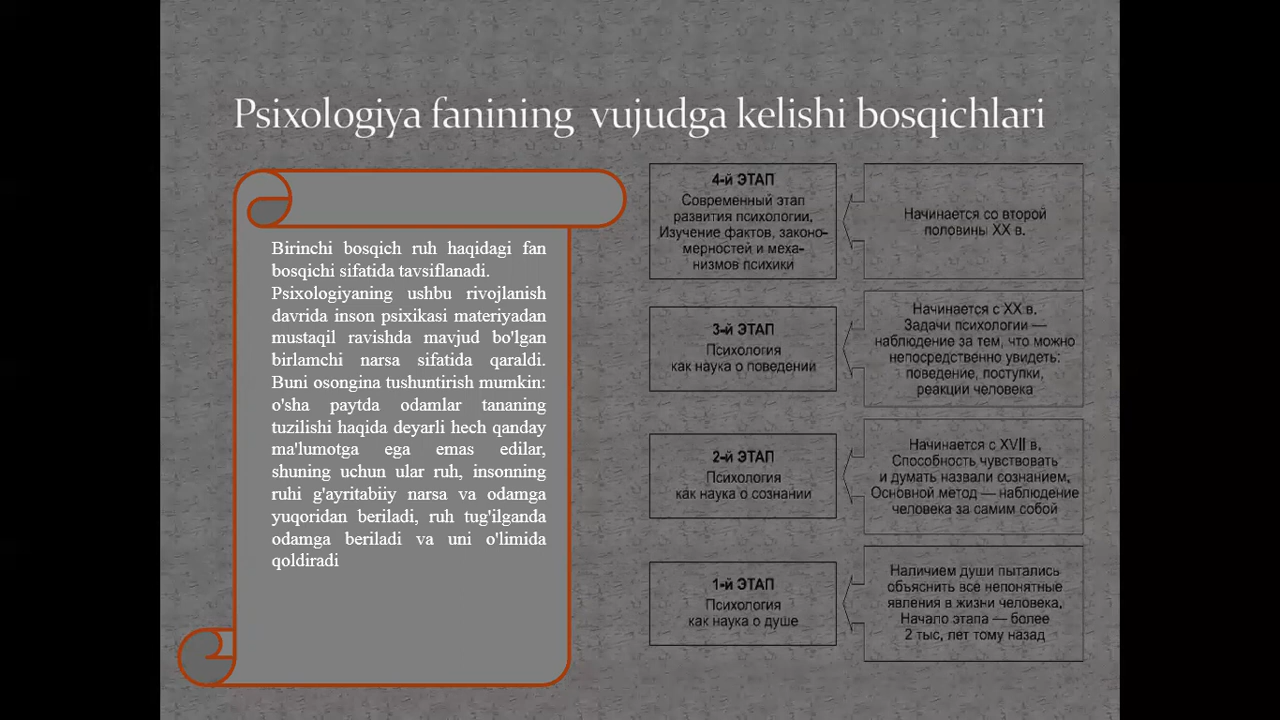 Psixologiya fanining vujudga kelishi bosqichlari
Birinchi bosqich ruh haqidagi fan
bosqichi sifatida tavsiflanadi.
Psixologiyaning ushbu rivojlanish
davrida inson psixikasi materiyadan
mustaqil ravishda mavjud bo'lgan
birlamchi narsa sifatida qaraldi.
Buni osongina tushuntirish mumkin:
o'sha paytda odamlar tananing
tuzilishi haqida deyarli hech qanday
ma'lumotga ega emas edilar,
shuning uchun ular ruh, insonning
ruhi g'ayritabiiy narsa va odamga
yuqoridan beriladi, ruh tug'ilganda
odamga beriladi va uni o'limida
qoldiradi
4-й ЭТАП
Современный этап
развития психологии.
Изучение фактов, законо-
мерностей и меха-
низмов психики
Начинается со второй
половины XX в.
3-й ЭТАП
Психология
как наука о поведении
Начинается с XX в.
Задачи психологии —
наблюдение за тем, что можно
непосредственно увидеть:
поведение, поступки,
реакции человека
2-й ЭТАП
Психология
как наука о сознании
Начинается с XVII в.
Способность чувствовать
и думать назвали сознанием.
Основной метод — наблюдение
человека за самим собой
1-й ЭТАП
Психология
как наука о душе
Наличием души пытались
объяснить все непонятные
явления в жизни человека.
Начало этапа — более
2 тыс. лет тому назад